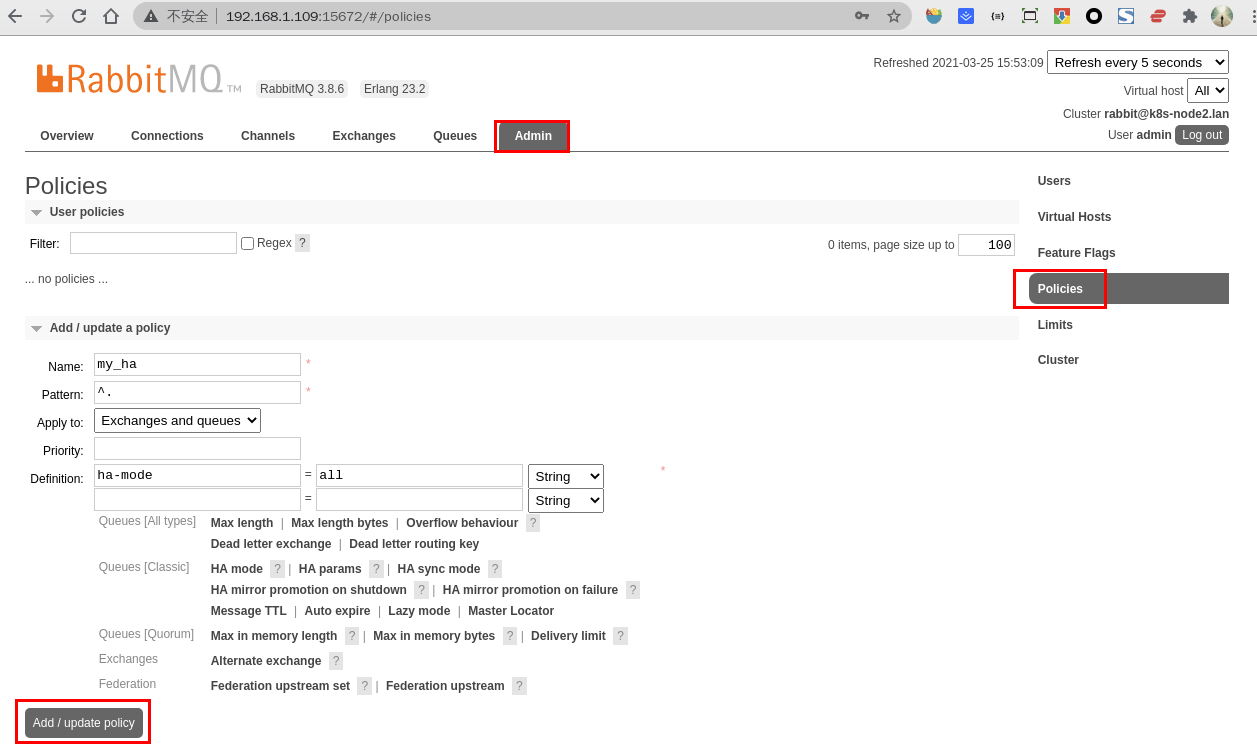 不安全 192.168.1.109:15672/#/policies
RabbitMQ TM RabbitMQ 3.8.6 Erlang 23.2
Refreshed 2021-03-25 15:53:09 Refresh every 5 seconds
Virtual host All
Cluster rabbit@k8s-node2.lan
User admin Log out
Overview Connections Channels Exchanges Queues Admin
Policies
User policies
Filter: Regex ? 0 items, page size up to 100
... no policies ...
Add / update a policy
Name: my_ha *
Pattern: ^. *
Apply to: Exchanges and queues
Priority:
Definition: ha-mode = all String *
= String
Queues [All types] Max length | Max length bytes | Overflow behaviour ?
Dead letter exchange | Dead letter routing key
Queues [Classic] HA mode ? | HA params ? | HA sync mode ?
HA mirror promotion on shutdown ? | HA mirror promotion on failure ?
Message TTL | Auto expire | Lazy mode | Master Locator
Queues [Quorum] Max in memory length ? | Max in memory bytes ? | Delivery limit ?
Exchanges Alternate exchange ?
Federation Federation upstream set ? | Federation upstream ?
Add / update policy
Users
Virtual Hosts
Feature Flags
Policies
Limits
Cluster